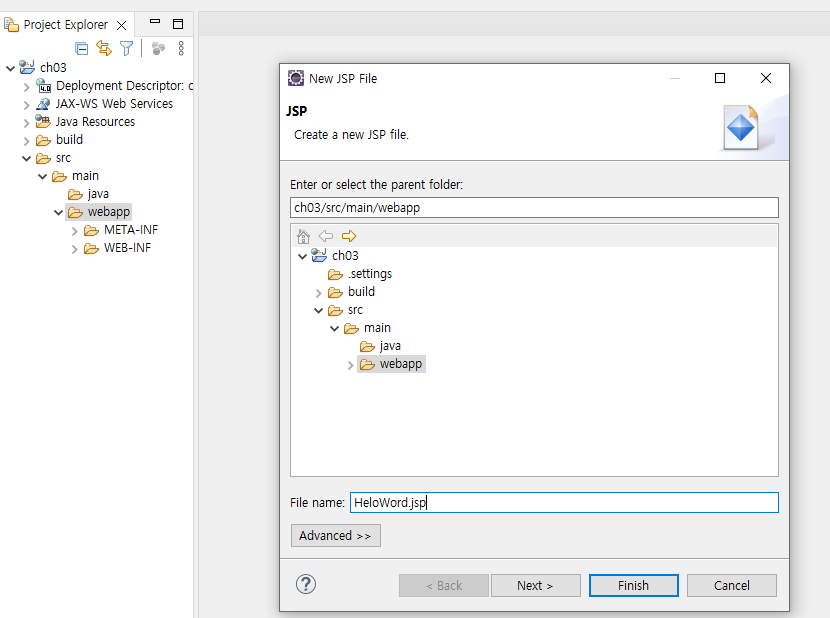 Project Explorer
ch03
Deployment Descriptor: c
JAX-WS Web Services
Java Resources
build
src
main
java
webapp
META-INF
WEB-INF
New JSP File
JSP
Create a new JSP file.
Enter or select the parent folder:
ch03/src/main/webapp
ch03
.settings
build
src
main
java
webapp
File name: HeloWord.jsp
Advanced >>
< Back Next > Finish Cancel